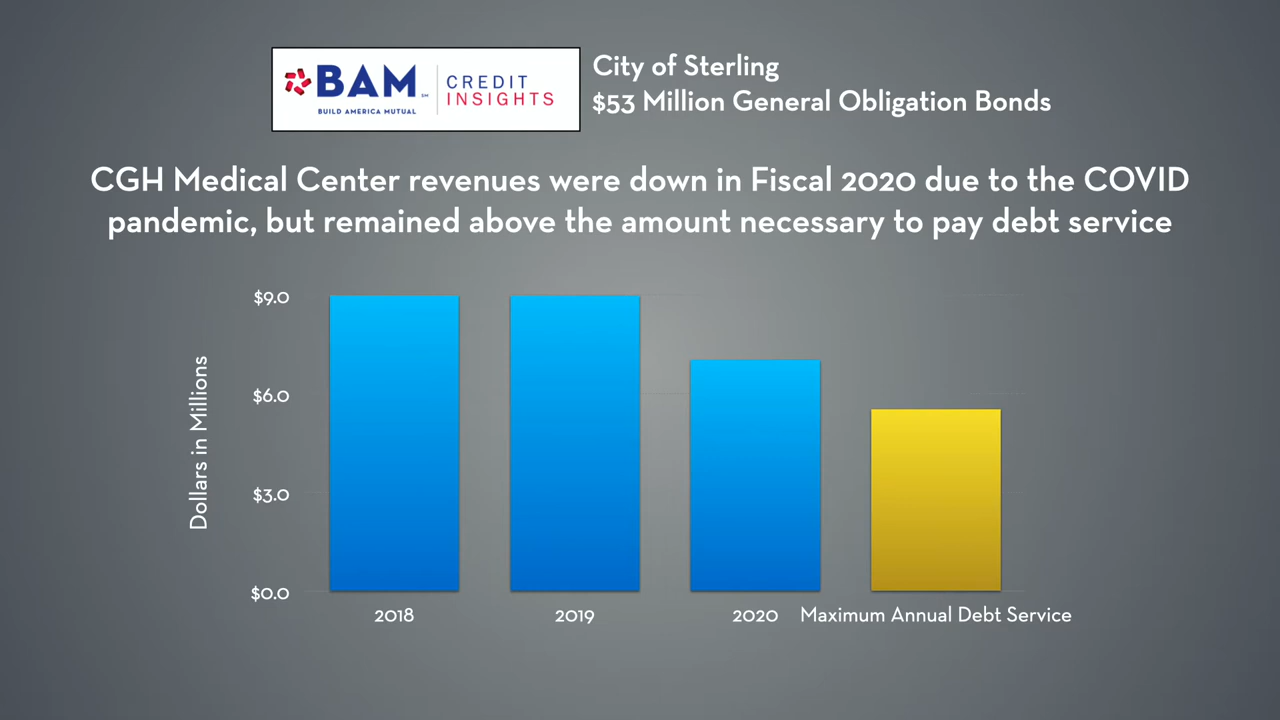 BAM SM
CREDIT
INSIGHTS
BUILD AMERICA MUTUAL
City of Sterling
$53 Million General Obligation Bonds
CGH Medical Center revenues were down in Fiscal 2020 due to the COVID
pandemic, but remained above the amount necessary to pay debt service
Dollars in Millions
$9.0
$6.0
$3.0
$0.0
2018
2019
2020
Maximum Annual Debt Service